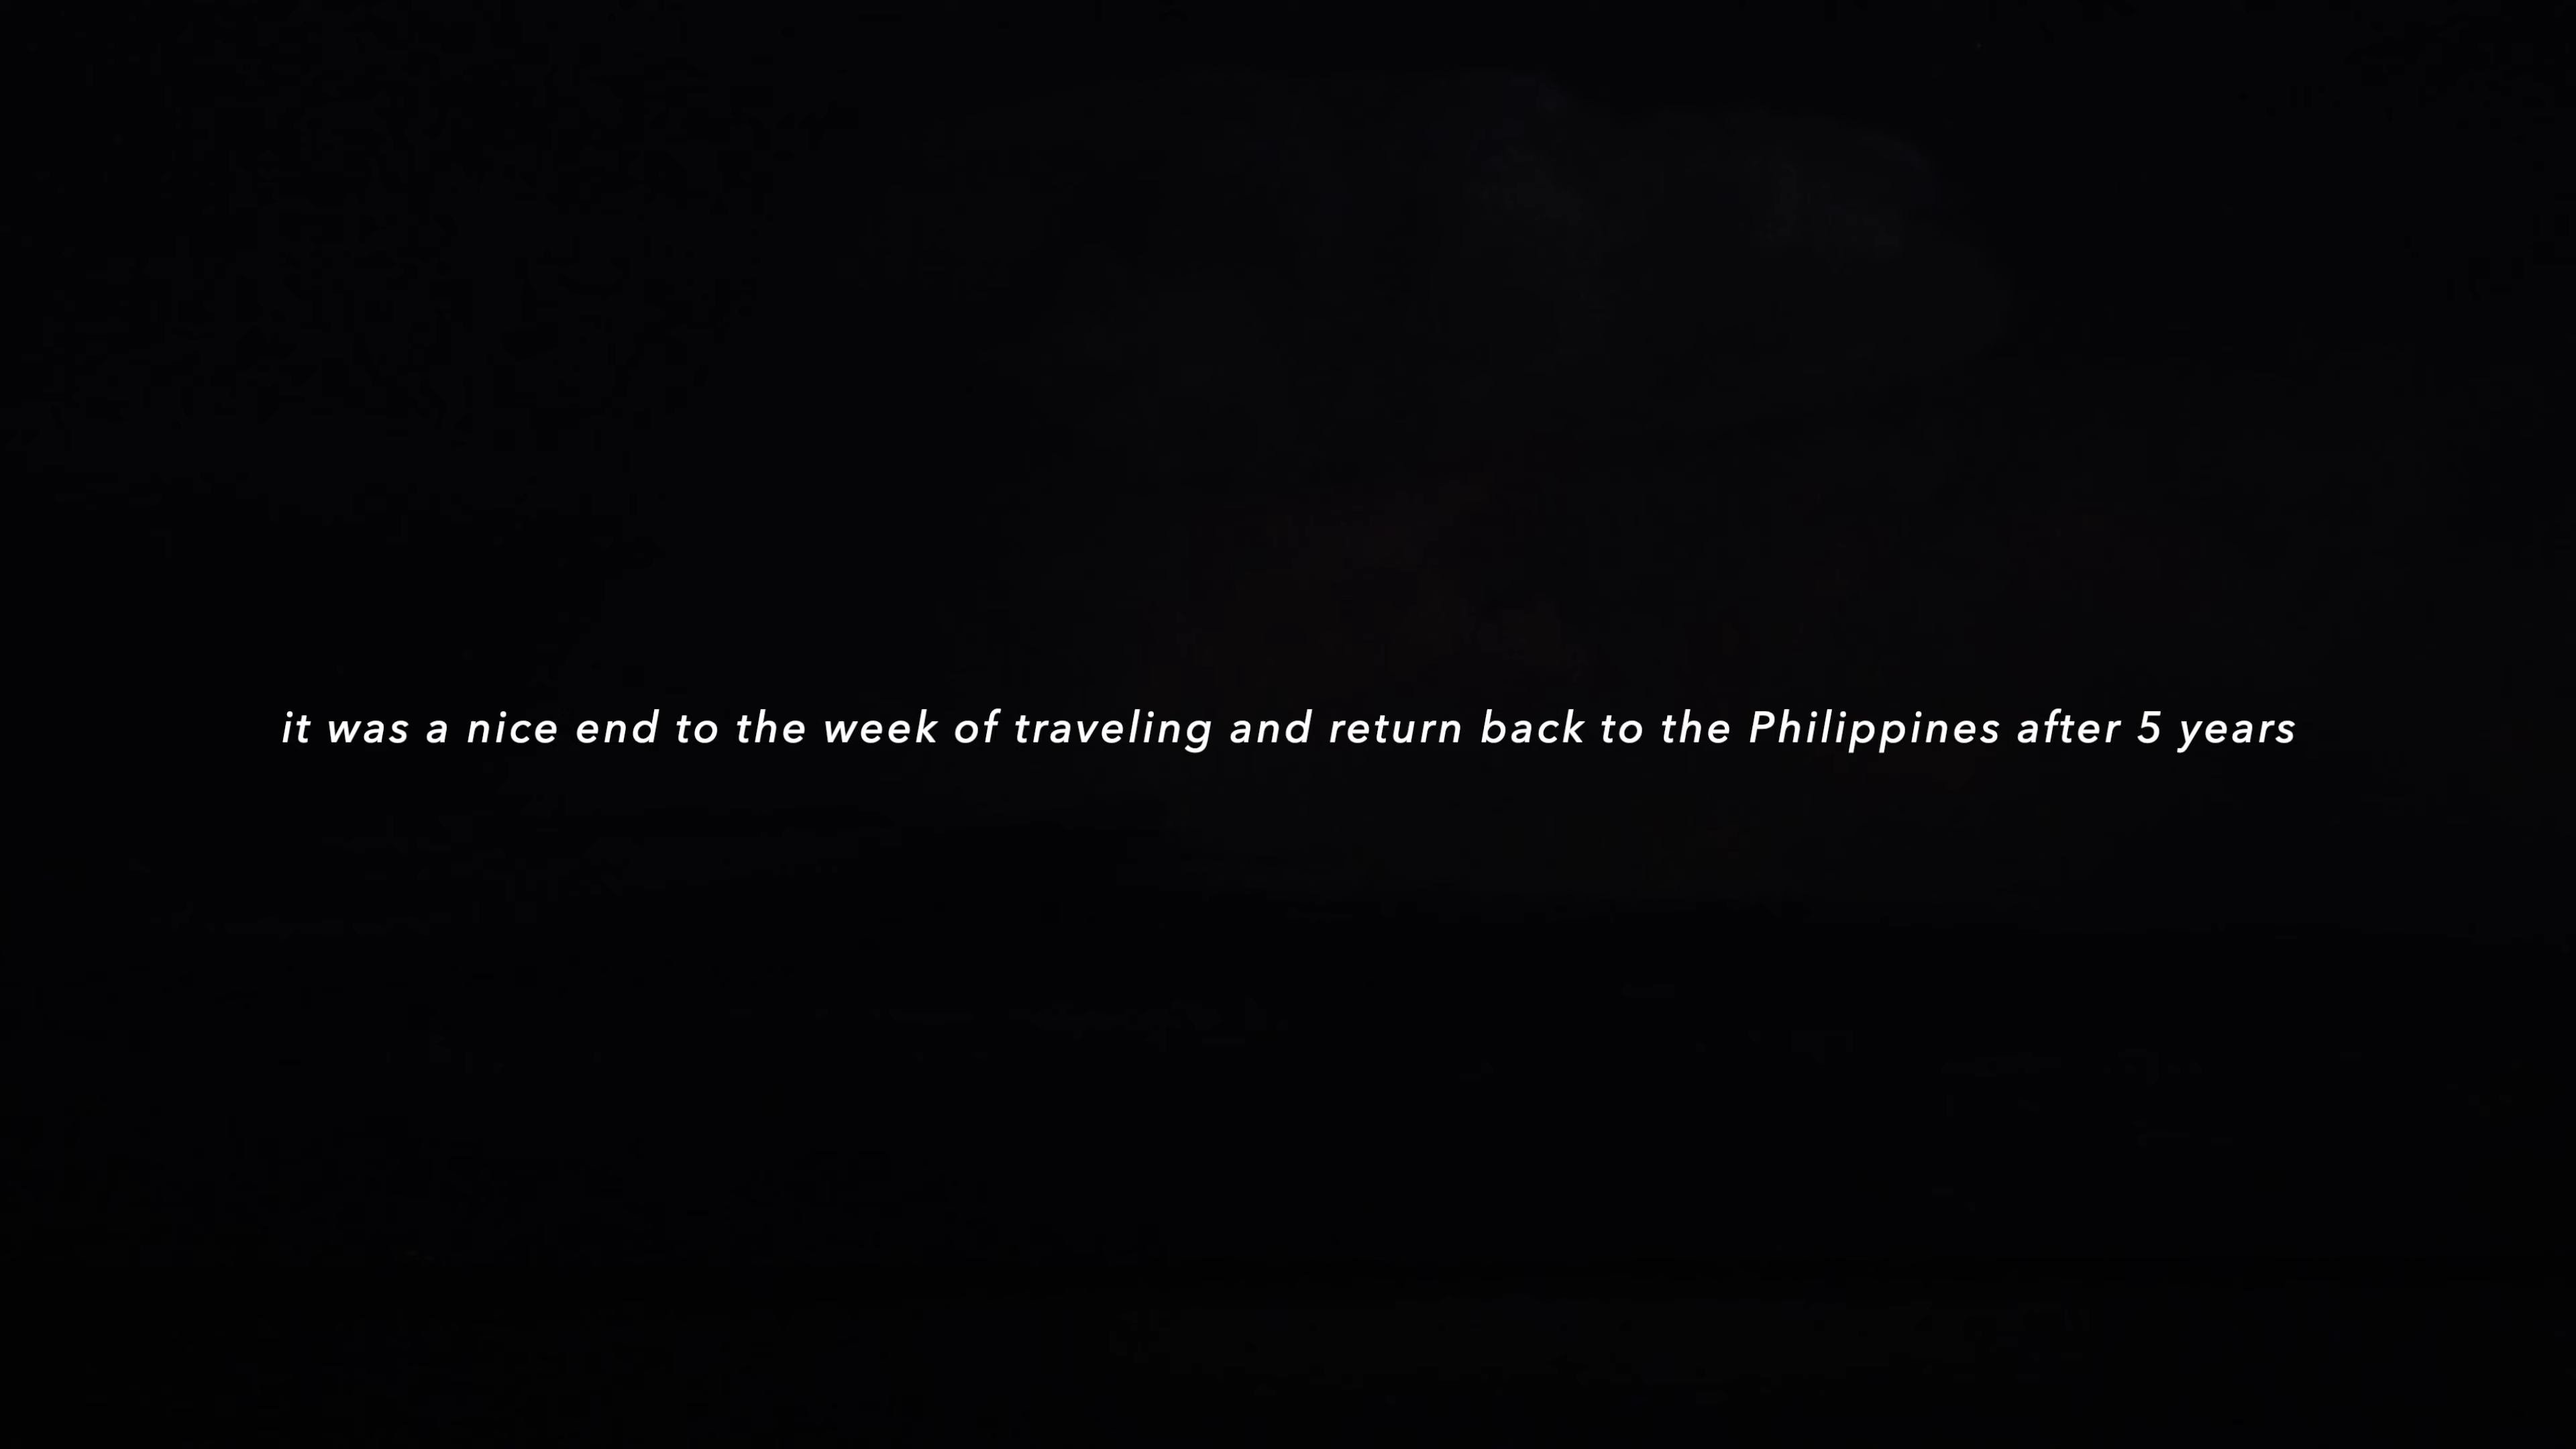 it was a nice end to the week of traveling and return back to the Philippines after 5 years